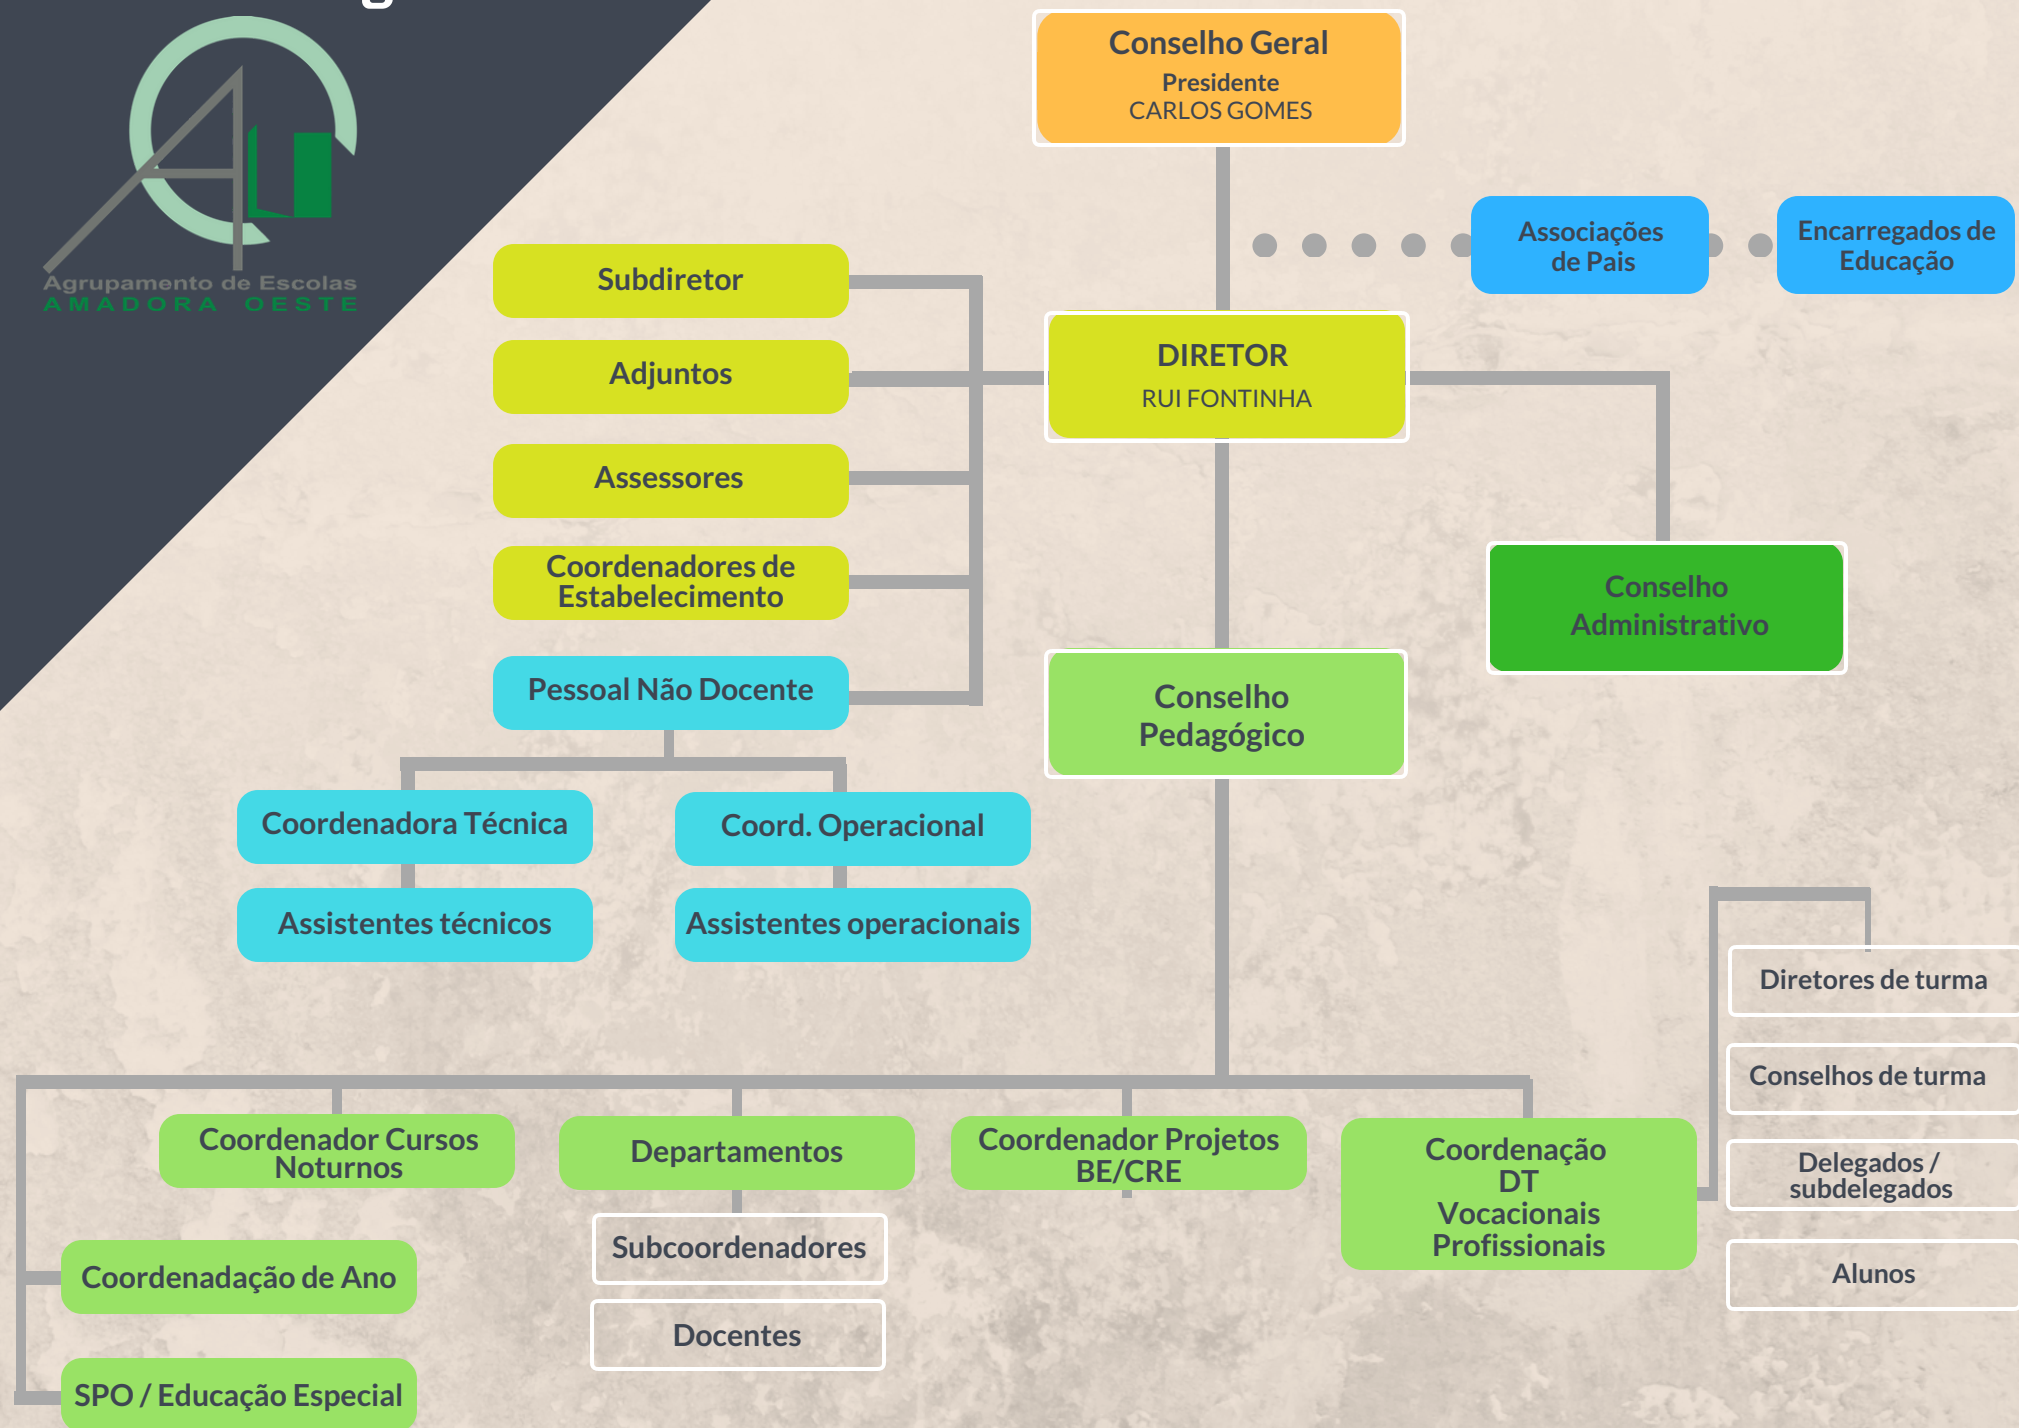 Agrupamento de Escolas
AMADORA OESTE
Conselho Geral
Presidente
CARLOS GOMES
Associações
de Pais
Encarregados de
Educação
Subdiretor
DIRETOR
RUI FONTINHA
Adjuntos
Assessores
Coordenadores de
Estabelecimento
Conselho
Administrativo
Pessoal Não Docente
Conselho
Pedagógico
Coordenadora Técnica
Coord. Operacional
Assistentes técnicos
Assistentes operacionais
Diretores de turma
Conselhos de turma
Delegados /
subdelegados
Alunos
Coordenador Cursos
Noturnos
Departamentos
Coordenador Projetos
BE/CRE
Coordenação
DT
Vocacionais
Profissionais
Subcoordenadores
Docentes
Coordenadação de Ano
SPO / Educação Especial